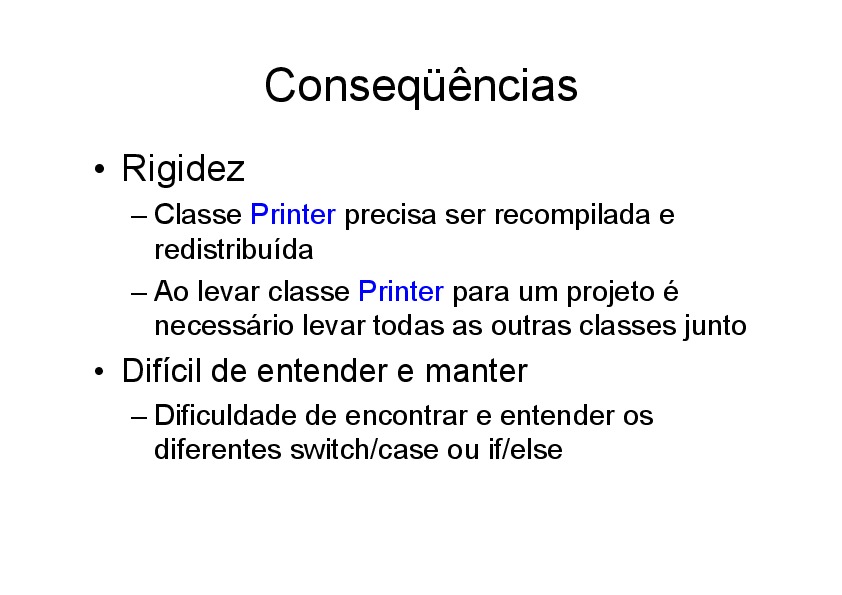 Conseqüências
• Rigidez
– Classe Printer precisa ser recompilada e
redistribuída
– Ao levar classe Printer para um projeto é
necessário levar todas as outras classes junto
• Difícil de entender e manter
– Dificuldade de encontrar e entender os
diferentes switch/case ou if/else